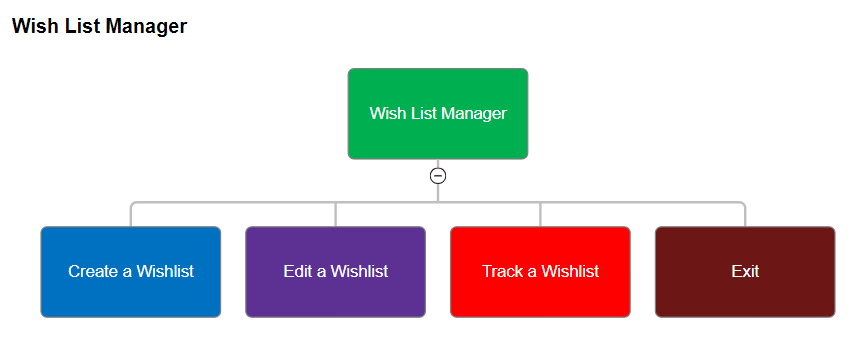 Wish List Manager
Wish List Manager
Create a Wishlist
Edit a Wishlist
Track a Wishlist
Exit